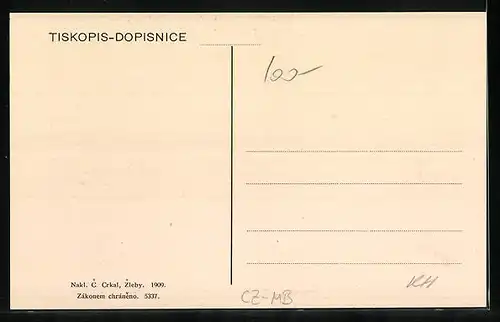 TISKOPIS-DOPISNICE
100-
Nakl. Č. Crkal, Žleby. 1909.
Zákonem chráněno. 5337.
KH
CZ-MB